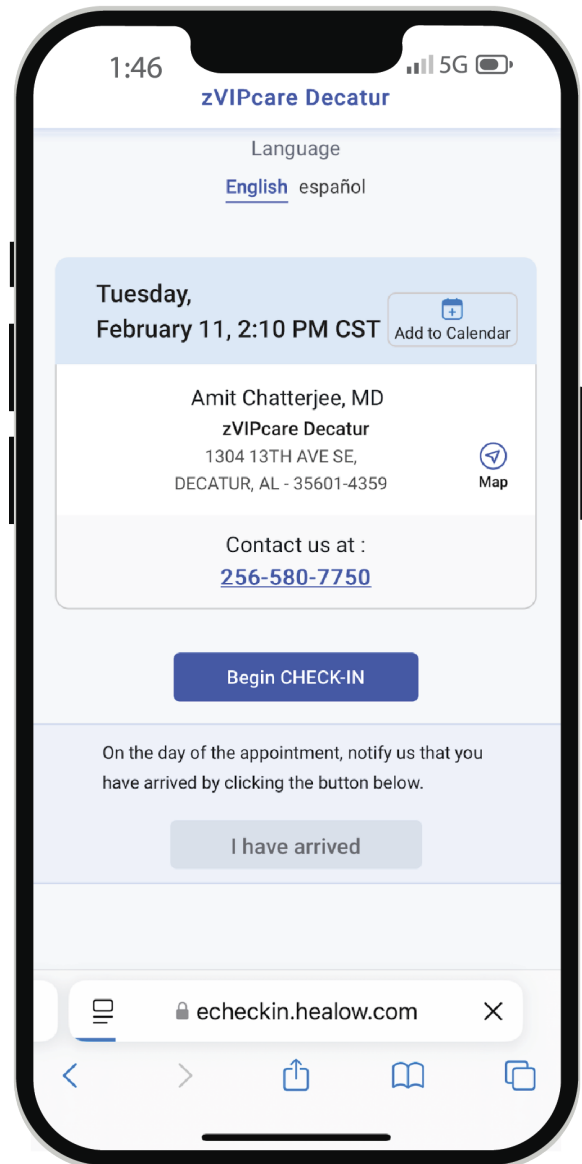 1:46
5G
zVIPcare Decatur
Language
English español
Tuesday,
February 11, 2:10 PM CST
Add to Calendar
Amit Chatterjee, MD
zVIPcare Decatur
1304 13TH AVE SE,
DECATUR, AL - 35601-4359
Map
Contact us at :
256-580-7750
Begin CHECK-IN
On the day of the appointment, notify us that you
have arrived by clicking the button below.
I have arrived
echeckin.healow.com